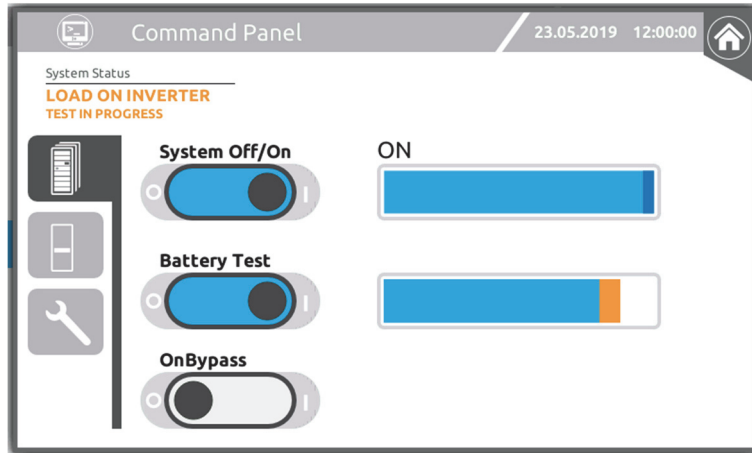 Command Panel
23.05.2019 12:00:00
System Status
LOAD ON INVERTER
TEST IN PROGRESS
System Off/On
ON
O I
Battery Test
O I
OnBypass
O I